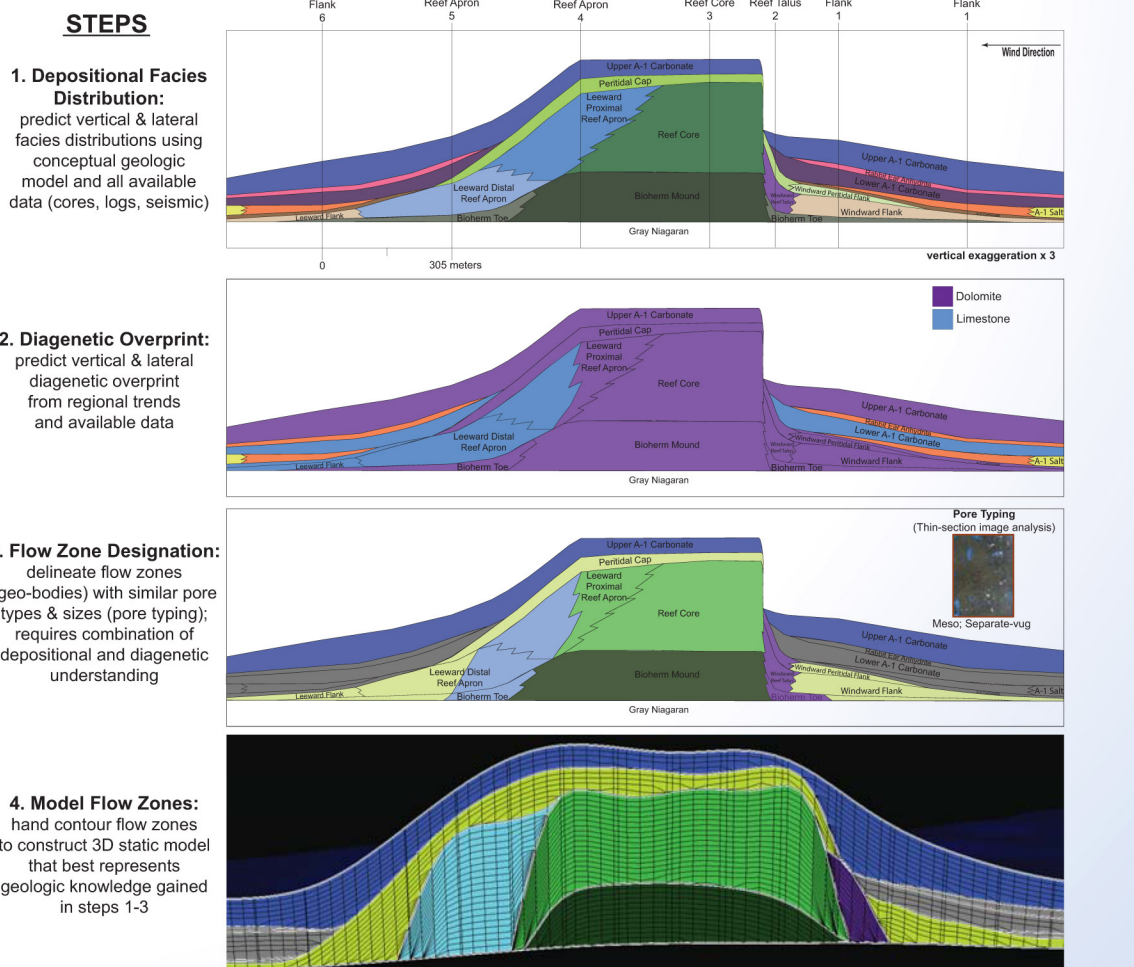 Flank Reef Apron Reef Apron Reef Core Reef Talus Flank Flank
6 5 4 3 2 1 1
STEPS
Wind Direction
1. Depositional Facies
Distribution:
predict vertical & lateral
facies distributions using
conceptual geologic
model and all available
data (cores, logs, seismic)
Upper A-1 Carbonate
Peritidal Cap
Leeward
Proximal
Reef Apron
Reef Core
Leeward Distal
Reef Apron
Bioherm Mound
Leeward Flank
Bioherm Toe
Gray Niagaran
Upper A-1 Carbonate
Rabbit Ear Anhydrite
Lower A-1 Carbonate
Windward Peritidal Flank
Windward
Reef Talus
Windward Flank
Bioherm Toe
A-1 Salt
vertical exaggeration x 3
0 305 meters
2. Diagenetic Overprint:
predict vertical & lateral
diagenetic overprint
from regional trends
and available data
Dolomite
Limestone
Upper A-1 Carbonate
Peritidal Cap
Leeward
Proximal
Reef Apron
Reef Core
Leeward Distal
Reef Apron
Bioherm Mound
Leeward Flank
Bioherm Toe
Gray Niagaran
Upper A-1 Carbonate
Rabbit Ear Anhydrite
Lower A-1 Carbonate
Windward Peritidal Flank
Windward
Reef Talus
Windward Flank
Bioherm Toe
A-1 Salt
. Flow Zone Designation:
delineate flow zones
geo-bodies) with similar pore
types & sizes (pore typing);
requires combination of
depositional and diagenetic
understanding
Pore Typing
(Thin-section image analysis)
Meso; Separate-vug
Upper A-1 Carbonate
Peritidal Cap
Leeward
Proximal
Reef Apron
Reef Core
Leeward Distal
Reef Apron
Bioherm Mound
Leeward Flank
Bioherm Toe
Gray Niagaran
Upper A-1 Carbonate
Rabbit Ear Anhydrite
Lower A-1 Carbonate
Windward Peritidal Flank
Windward
Reef Talus
Windward Flank
Bioherm Toe
A-1 Salt
4. Model Flow Zones:
hand contour flow zones
to construct 3D static model
that best represents
geologic knowledge gained
in steps 1-3